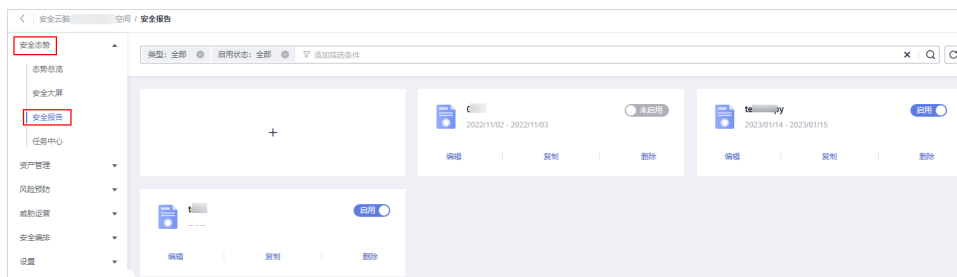 安全云脑 空间 / 安全报告
安全态势
态势总览
安全大屏
安全报告
任务中心
资产管理
风险预防
威胁运营
安全编排
设置
类型: 全部 启用状态: 全部 添加筛选条件
+
未启用
2022/11/02 - 2022/11/03
编辑 复制 删除
te py 启用
2023/01/14 - 2023/01/15
编辑 复制 删除
启用
-- - --
编辑 复制 删除